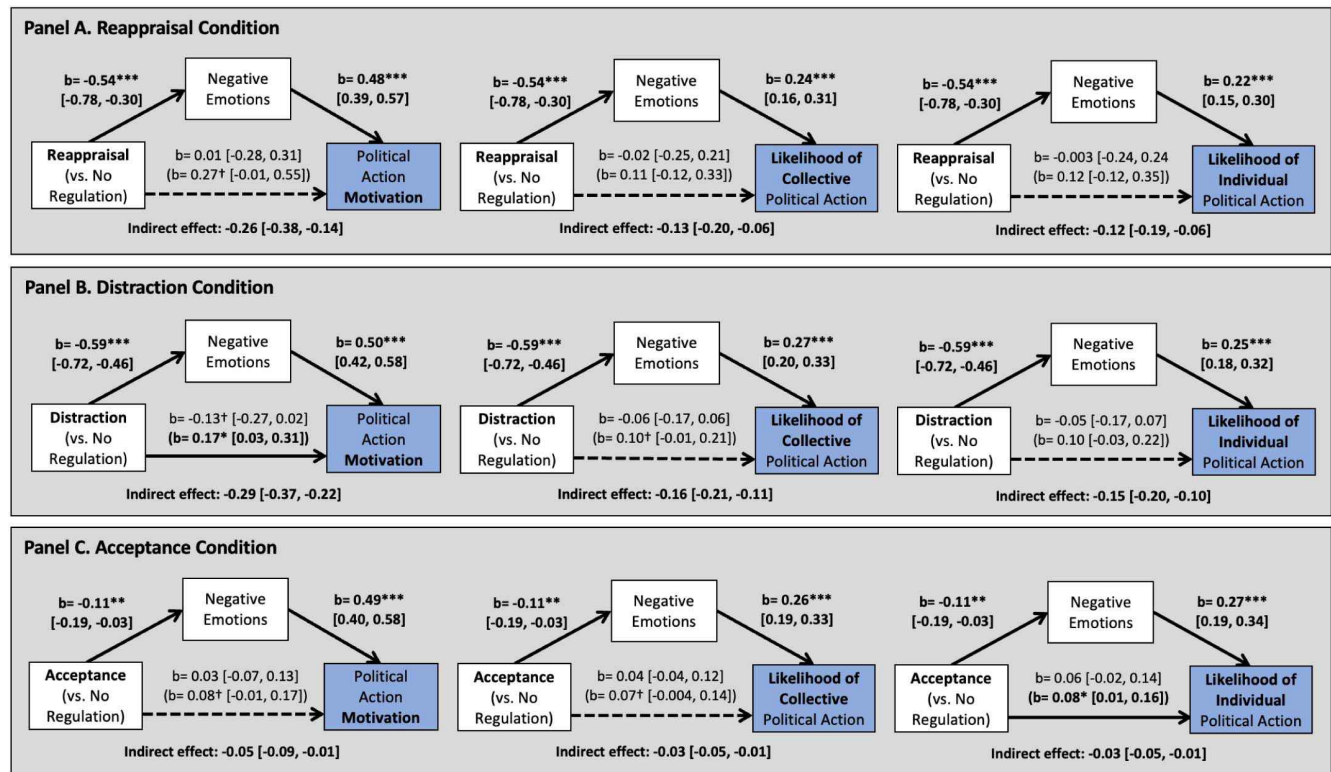 Panel A. Reappraisal Condition
b= -0.54***
[-0.78, -0.30]
Negative
Emotions
b= 0.48***
[0.39, 0.57]
Reappraisal
(vs. No
Regulation)
b= 0.01 [-0.28, 0.31]
(b= 0.27† [-0.01, 0.55])
Political
Action
Motivation
Indirect effect: -0.26 [-0.38, -0.14]
b= -0.54***
[-0.78, -0.30]
Negative
Emotions
b= 0.24***
[0.16, 0.31]
Reappraisal
(vs. No
Regulation)
b= -0.02 [-0.25, 0.21]
(b= 0.11 [-0.12, 0.33])
Likelihood of
Collective
Political Action
Indirect effect: -0.13 [-0.20, -0.06]
b= -0.54***
[-0.78, -0.30]
Negative
Emotions
b= 0.22***
[0.15, 0.30]
Reappraisal
(vs. No
Regulation)
b= -0.003 [-0.24, 0.24
(b= 0.12 [-0.12, 0.35])
Likelihood of
Individual
Political Action
Indirect effect: -0.12 [-0.19, -0.06]
Panel B. Distraction Condition
b= -0.59***
[-0.72, -0.46]
Negative
Emotions
b= 0.50***
[0.42, 0.58]
Distraction
(vs. No
Regulation)
b= -0.13† [-0.27, 0.02]
(b= 0.17* [0.03, 0.31])
Political
Action
Motivation
Indirect effect: -0.29 [-0.37, -0.22]
b= -0.59***
[-0.72, -0.46]
Negative
Emotions
b= 0.27***
[0.20, 0.33]
Distraction
(vs. No
Regulation)
b= -0.06 [-0.17, 0.06]
(b= 0.10† [-0.01, 0.21])
Likelihood of
Collective
Political Action
Indirect effect: -0.16 [-0.21, -0.11]
b= -0.59***
[-0.72, -0.46]
Negative
Emotions
b= 0.25***
[0.18, 0.32]
Distraction
(vs. No
Regulation)
b= -0.05 [-0.17, 0.07]
(b= 0.10 [-0.03, 0.22])
Likelihood of
Individual
Political Action
Indirect effect: -0.15 [-0.20, -0.10]
Panel C. Acceptance Condition
b= -0.11**
[-0.19, -0.03]
Negative
Emotions
b= 0.49***
[0.40, 0.58]
Acceptance
(vs. No
Regulation)
b= 0.03 [-0.07, 0.13]
(b= 0.08† [-0.01, 0.17])
Political
Action
Motivation
Indirect effect: -0.05 [-0.09, -0.01]
b= -0.11**
[-0.19, -0.03]
Negative
Emotions
b= 0.26***
[0.19, 0.33]
Acceptance
(vs. No
Regulation)
b= 0.04 [-0.04, 0.12]
(b= 0.07† [-0.004, 0.14])
Likelihood of
Collective
Political Action
Indirect effect: -0.03 [-0.05, -0.01]
b= -0.11**
[-0.19, -0.03]
Negative
Emotions
b= 0.27***
[0.19, 0.34]
Acceptance
(vs. No
Regulation)
b= 0.06 [-0.02, 0.14]
(b= 0.08* [0.01, 0.16])
Likelihood of
Individual
Political Action
Indirect effect: -0.03 [-0.05, -0.01]